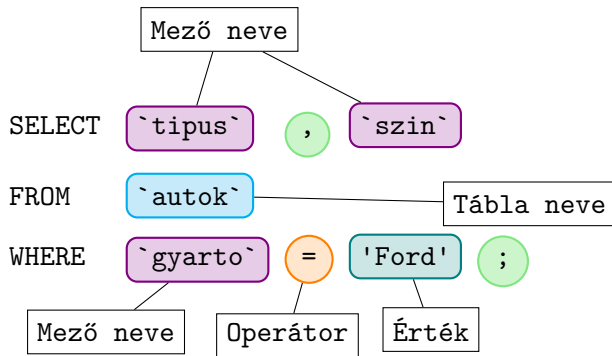 Mező neve
SELECT `tipus` , `szin`
FROM `autok`
Tábla neve
WHERE `gyarto` = 'Ford' ;
Mező neve Operátor Érték